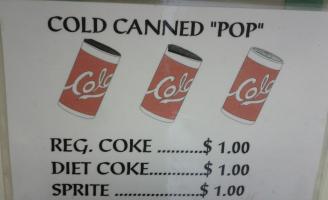 COLD CANNED "POP"
Cola Cola Cola
REG. COKE ..........$ 1.00
DIET COKE..........$ 1.00
SPRITE .................$ 1.00